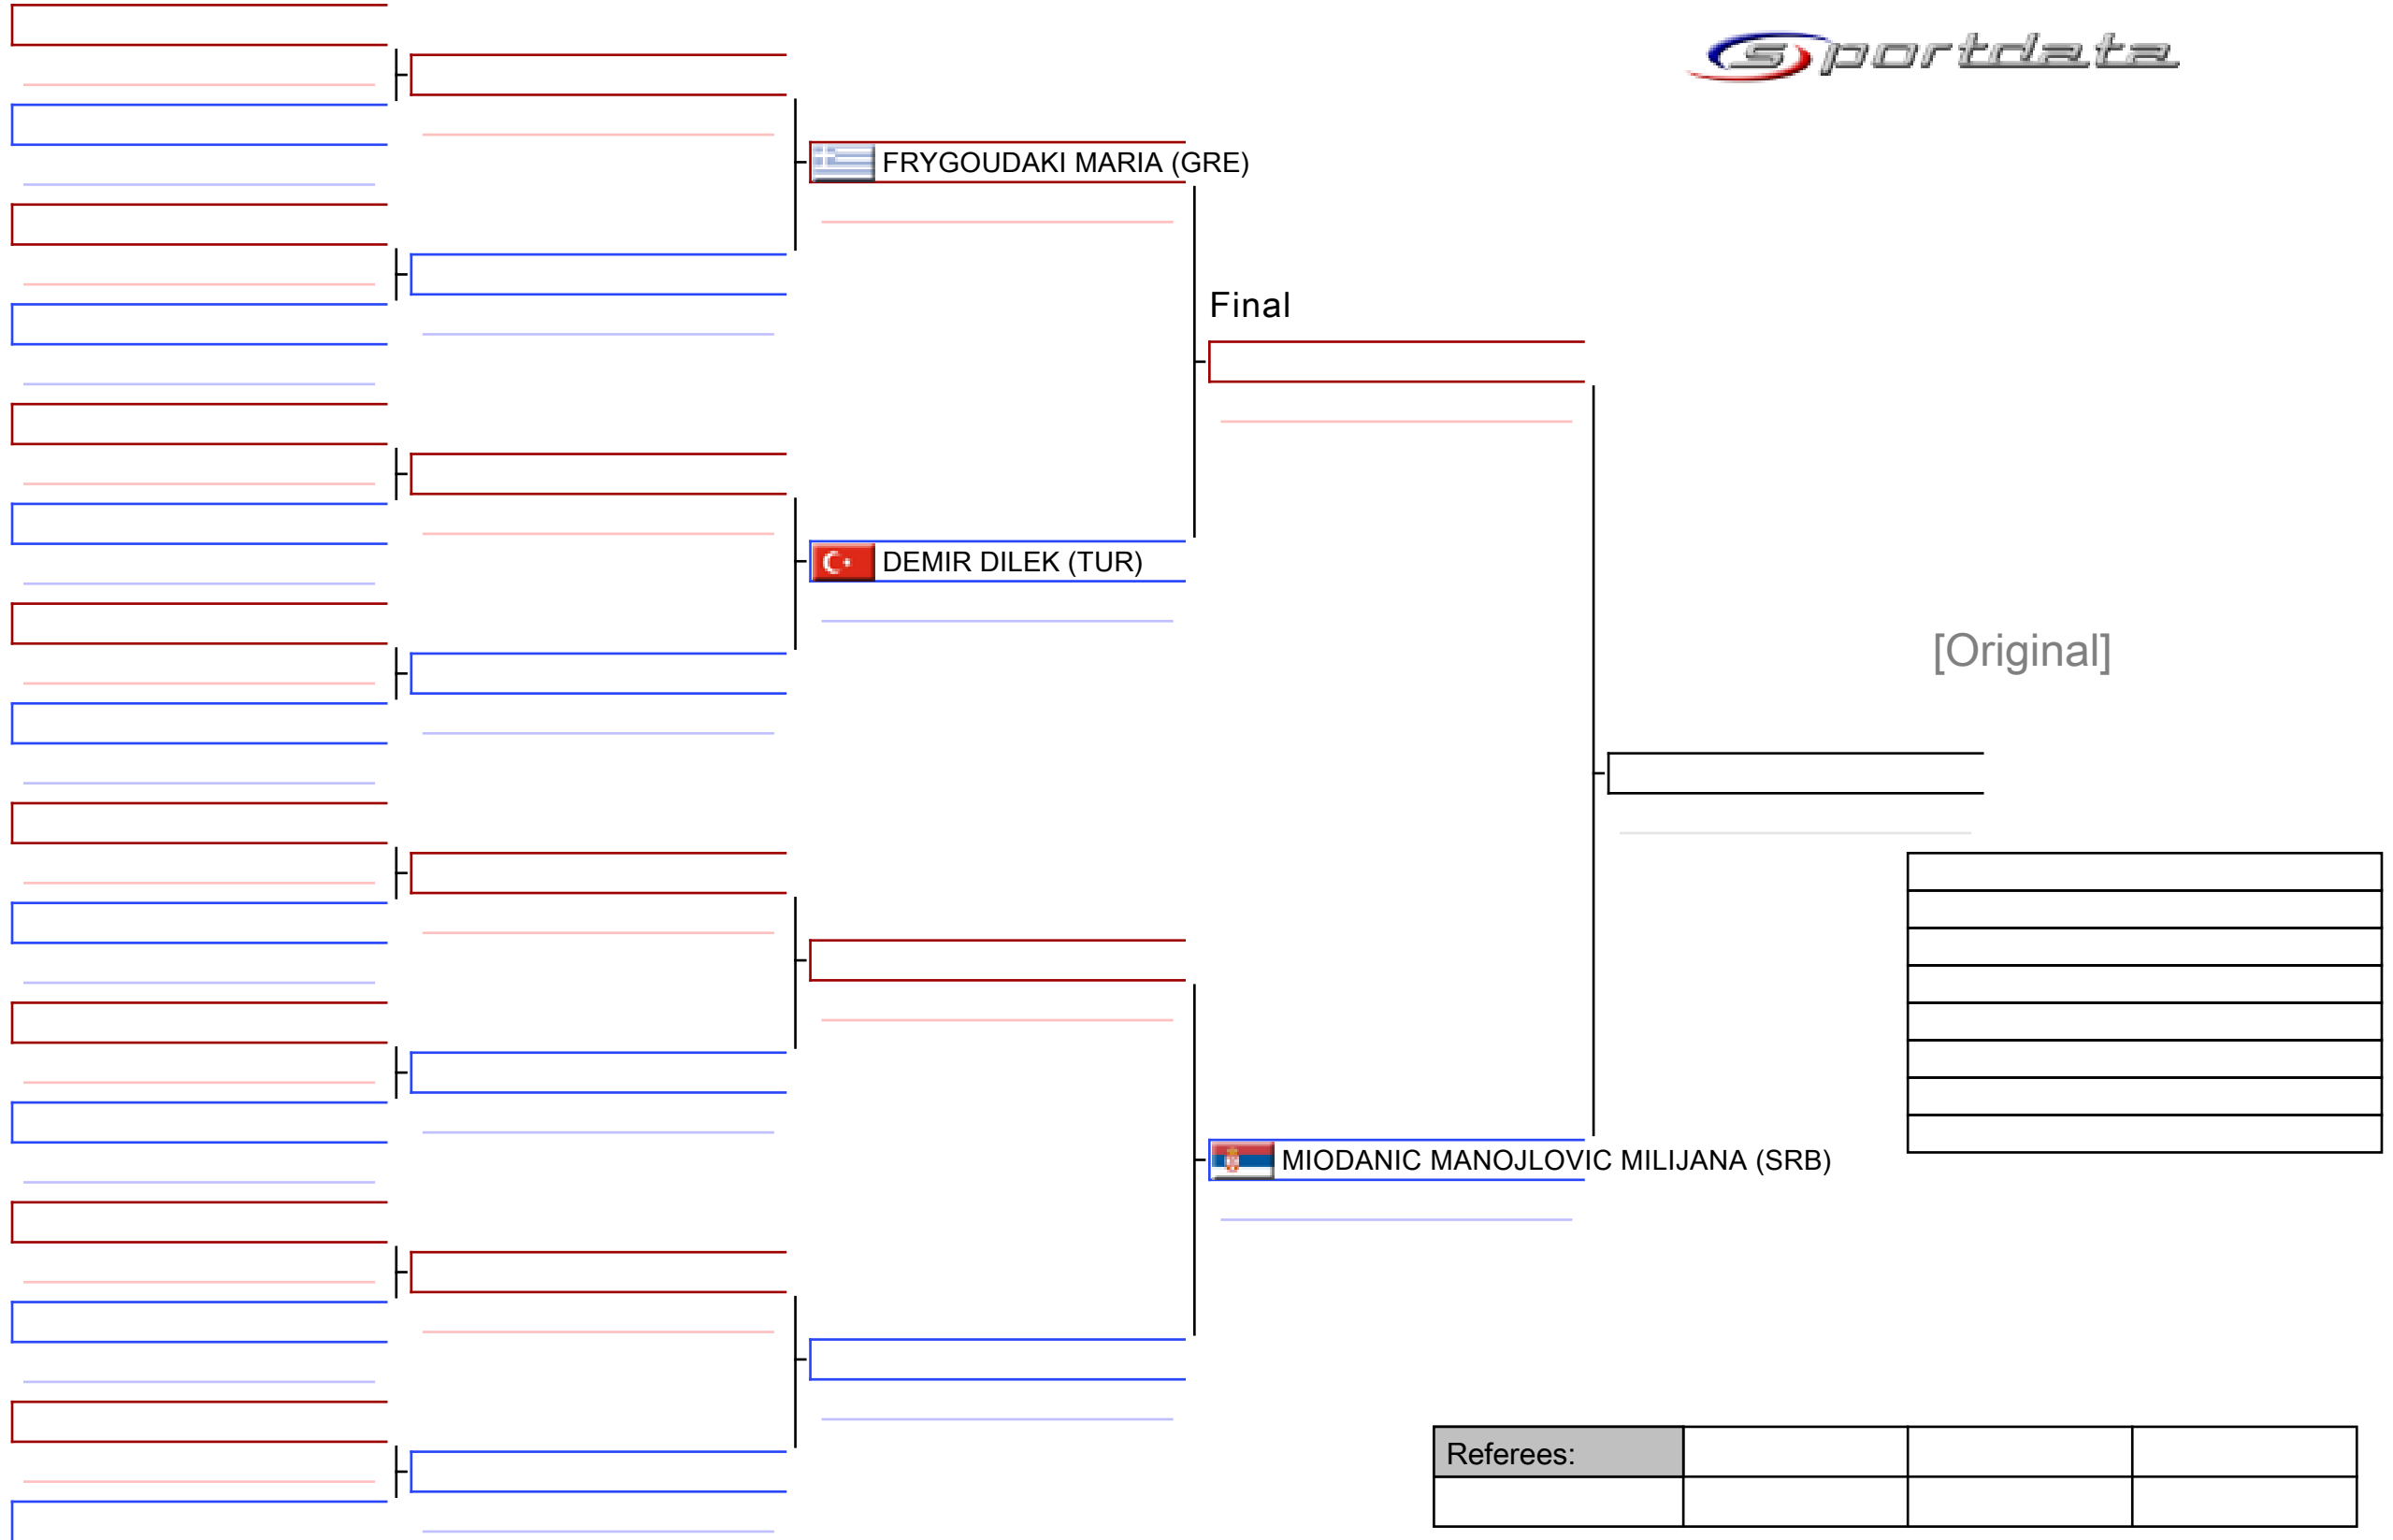 sportdata
FRYGOUDAKI MARIA (GRE)
Final
DEMIR DILEK (TUR)
[Original]
MIODANIC MANOJLOVIC MILIJANA (SRB)
Referees: